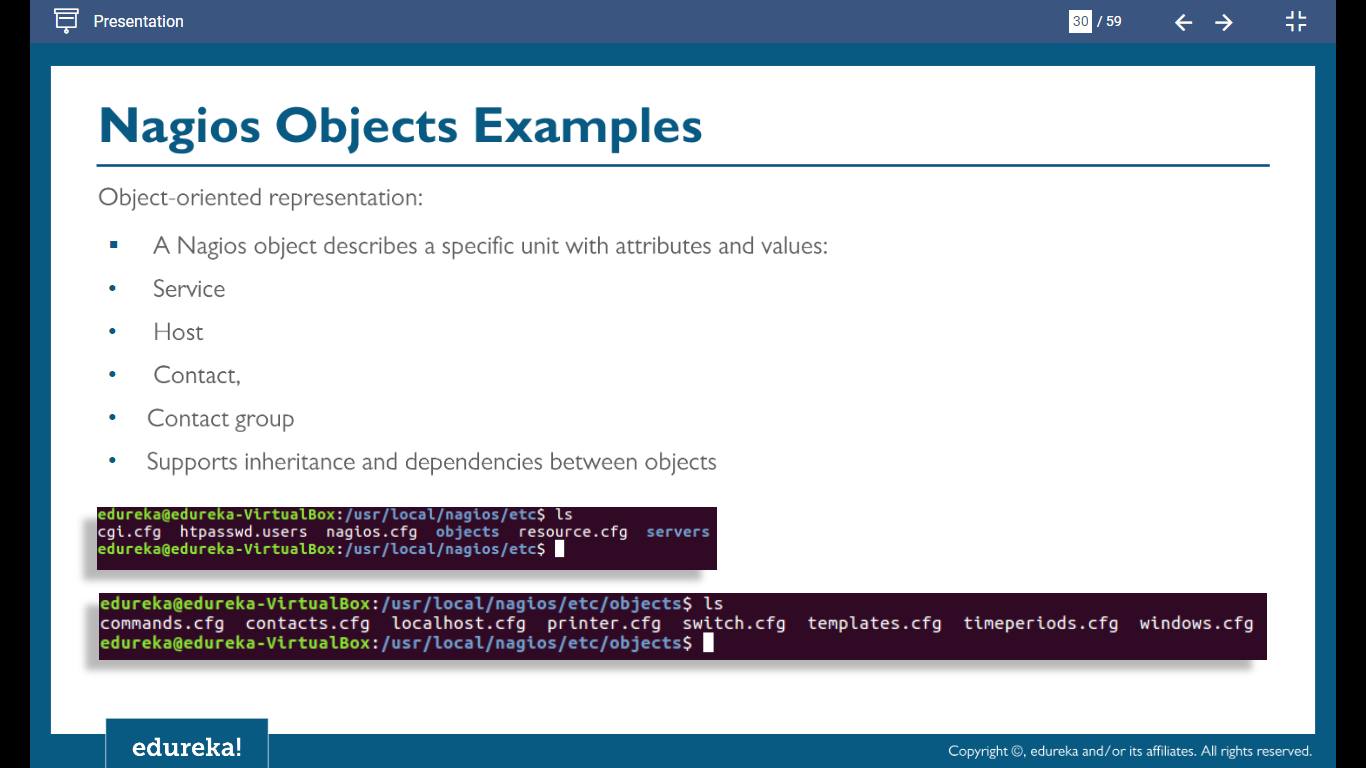 Presentation
30 / 59
Nagios Objects Examples
Object-oriented representation:
▪ A Nagios object describes a specific unit with attributes and values:
• Service
• Host
• Contact,
• Contact group
• Supports inheritance and dependencies between objects
edureka@edureka-VirtualBox:/usr/local/nagios/etc$ ls
cgi.cfg htpasswd.users nagios.cfg objects resource.cfg servers
edureka@edureka-VirtualBox:/usr/local/nagios/etc$
edureka@edureka-VirtualBox:/usr/local/nagios/etc/objects$ ls
commands.cfg contacts.cfg localhost.cfg printer.cfg switch.cfg templates.cfg timeperiods.cfg windows.cfg
edureka@edureka-VirtualBox:/usr/local/nagios/etc/objects$
edureka!
Copyright ©, edureka and/or its affiliates. All rights reserved.